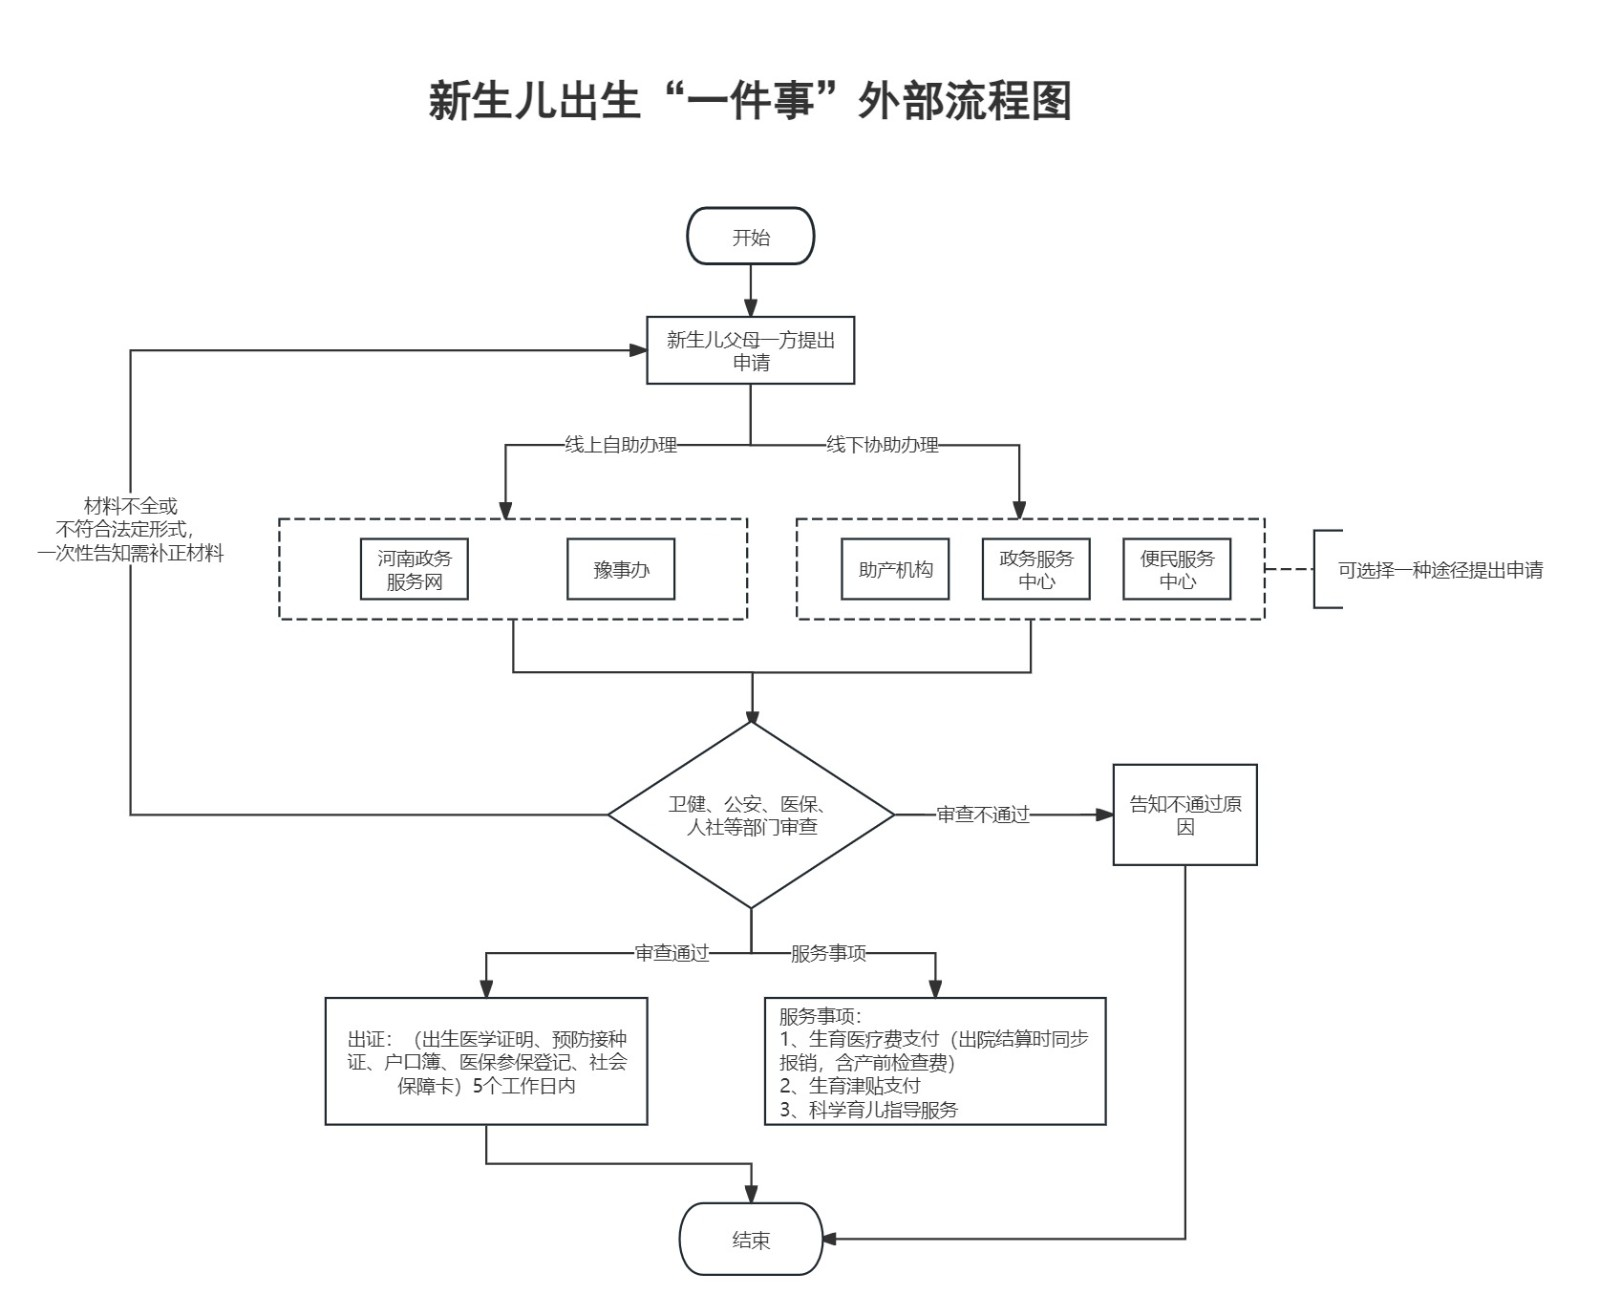 新生儿出生“一件事”外部流程图
开始
新生儿父母一方提出
申请
线上自助办理
线下协助办理
材料不全或
不符合法定形式，
一次性告知需补正材料
河南政务
服务网
豫事办
助产机构
政务服务
中心
便民服务
中心
可选择一种途径提出申请
卫健、公安、医保、
人社等部门审查
审查不通过
告知不通过原
因
审查通过
服务事项
出证：（出生医学证明、预防接种
证、户口簿、医保参保登记、社会
保障卡）5个工作日内
服务事项：
1、生育医疗费支付（出院结算时同步
报销，含产前检查费）
2、生育津贴支付
3、科学育儿指导服务
结束